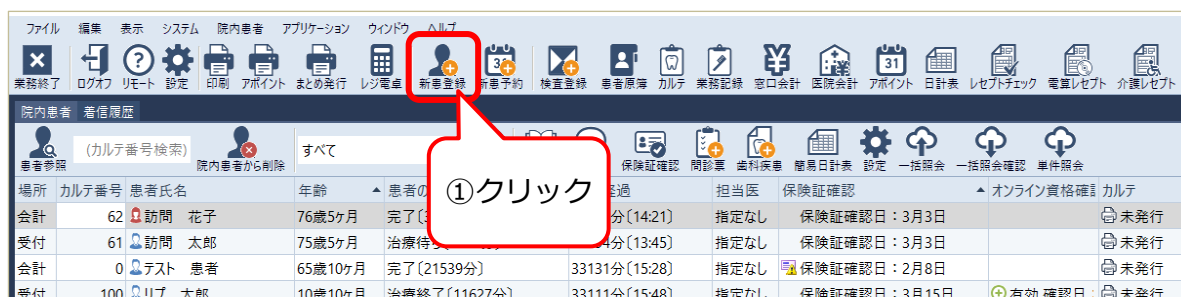 ファイル 編集 表示 システム 院内患者 アプリケーション ウィンドウ ヘルプ
31 31
業務終了 ログオフ リモート 設定 印刷 アポイント まとめ発行 レジ電卓 新患登録 新患予約 検査登録 患者原簿 カルテ 業務記録 窓口会計 医院会計 アポイント 日計表 レセプトチェック 電算レセプト 介護レセプト
院内患者 着信履歴
(カルテ番号検索) すべて
患者参照 院内患者から削除 保険証確認 問診票 歯科疾患 簡易日計表 設定 一括照会 一括照会確認 単件照会
①クリック
場所 カルテ番号 患者氏名 年齢 患者の 経過 担当医 保険証確認 オンライン資格確認 カルテ
会計 62 訪問 花子 76歳5ヶ月 完了 分〔14:21〕 指定なし 保険証確認日：3月3日 未発行
受付 61 訪問 太郎 75歳5ヶ月 治療待ち 分〔13:45〕 指定なし 保険証確認日：3月3日 未発行
会計 0 テスト 患者 65歳10ヶ月 完了〔21539分〕 33131分〔15:28〕 指定なし 保険証確認日：2月8日 未発行
受付 100 リブ 太郎 10歳10ヶ月 治療終了〔11627分〕 33111分〔15:48〕 指定なし 保険証確認日：3月15日 有効 確認日： 未発行